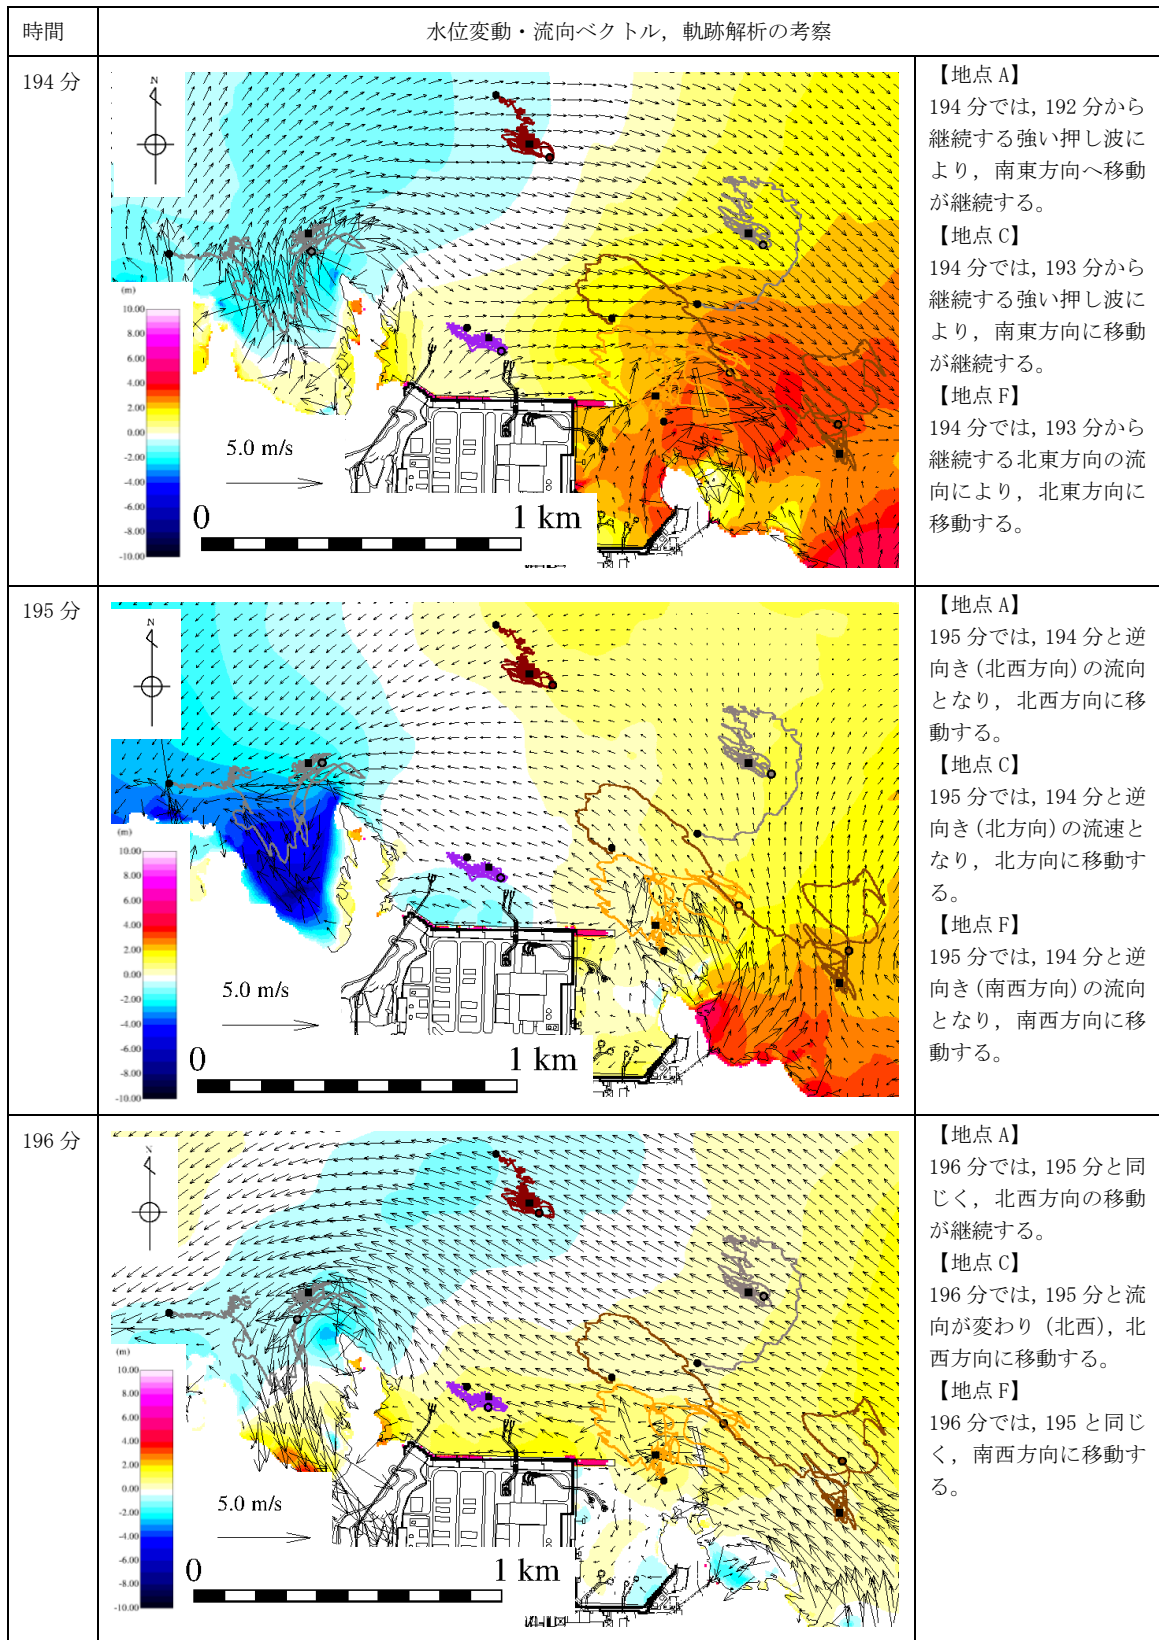 時間
水位変動・流向ベクトル，軌跡解析の考察
194 分
N
(m)
10.00
8.00
6.00
4.00
2.00
0.00
-2.00
-4.00
-6.00
-8.00
-10.00
5.0 m/s
0
1 km
【地点 A】
194 分では，192 分から
継続する強い押し波に
より，南東方向へ移動
が継続する。
【地点 C】
194 分では，193 分から
継続する強い押し波に
より，南東方向に移動
が継続する。
【地点 F】
194 分では，193 分から
継続する北東方向の流
向により，北東方向に
移動する。
195 分
N
(m)
10.00
8.00
6.00
4.00
2.00
0.00
-2.00
-4.00
-6.00
-8.00
-10.00
5.0 m/s
0
1 km
【地点 A】
195 分では，194 分と逆
向き（北西方向）の流向
となり，北西方向に移
動する。
【地点 C】
195 分では，194 分と逆
向き（北方向）の流速と
なり，北方向に移動す
る。
【地点 F】
195 分では，194 分と逆
向き（南西方向）の流向
となり，南西方向に移
動する。
196 分
N
(m)
10.00
8.00
6.00
4.00
2.00
0.00
-2.00
-4.00
-6.00
-8.00
-10.00
5.0 m/s
0
1 km
【地点 A】
196 分では，195 分と同
じく，北西方向の移動
が継続する。
【地点 C】
196 分では，195 分と流
向が変わり（北西），北
西方向に移動する。
【地点 F】
196 分では，195 と同じ
く，南西方向に移動す
る。